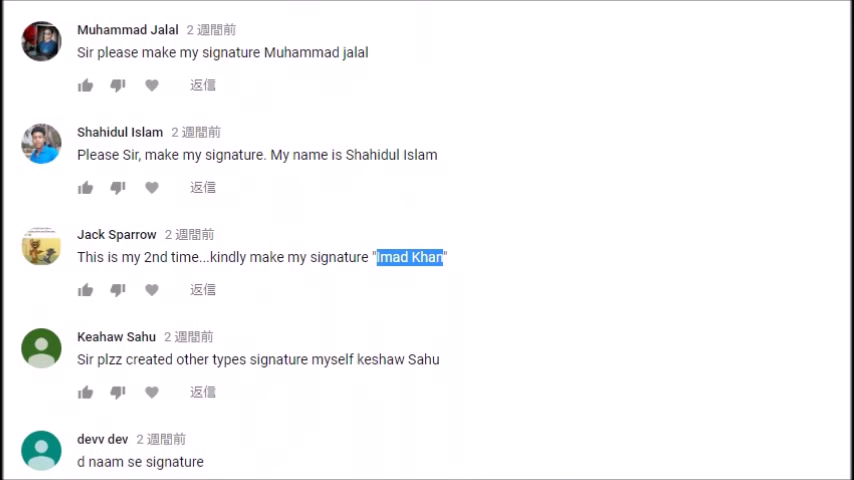 Muhammad Jalal 2 週間前
Sir please make my signature Muhammad jalal
返信
Shahidul Islam 2 週間前
Please Sir, make my signature. My name is Shahidul Islam
返信
Jack Sparrow 2 週間前
This is my 2nd time...kindly make my signature "Imad Khan"
返信
Keahaw Sahu 2 週間前
Sir plzz created other types signature myself keshaw Sahu
返信
devv dev 2 週間前
d naam se signature